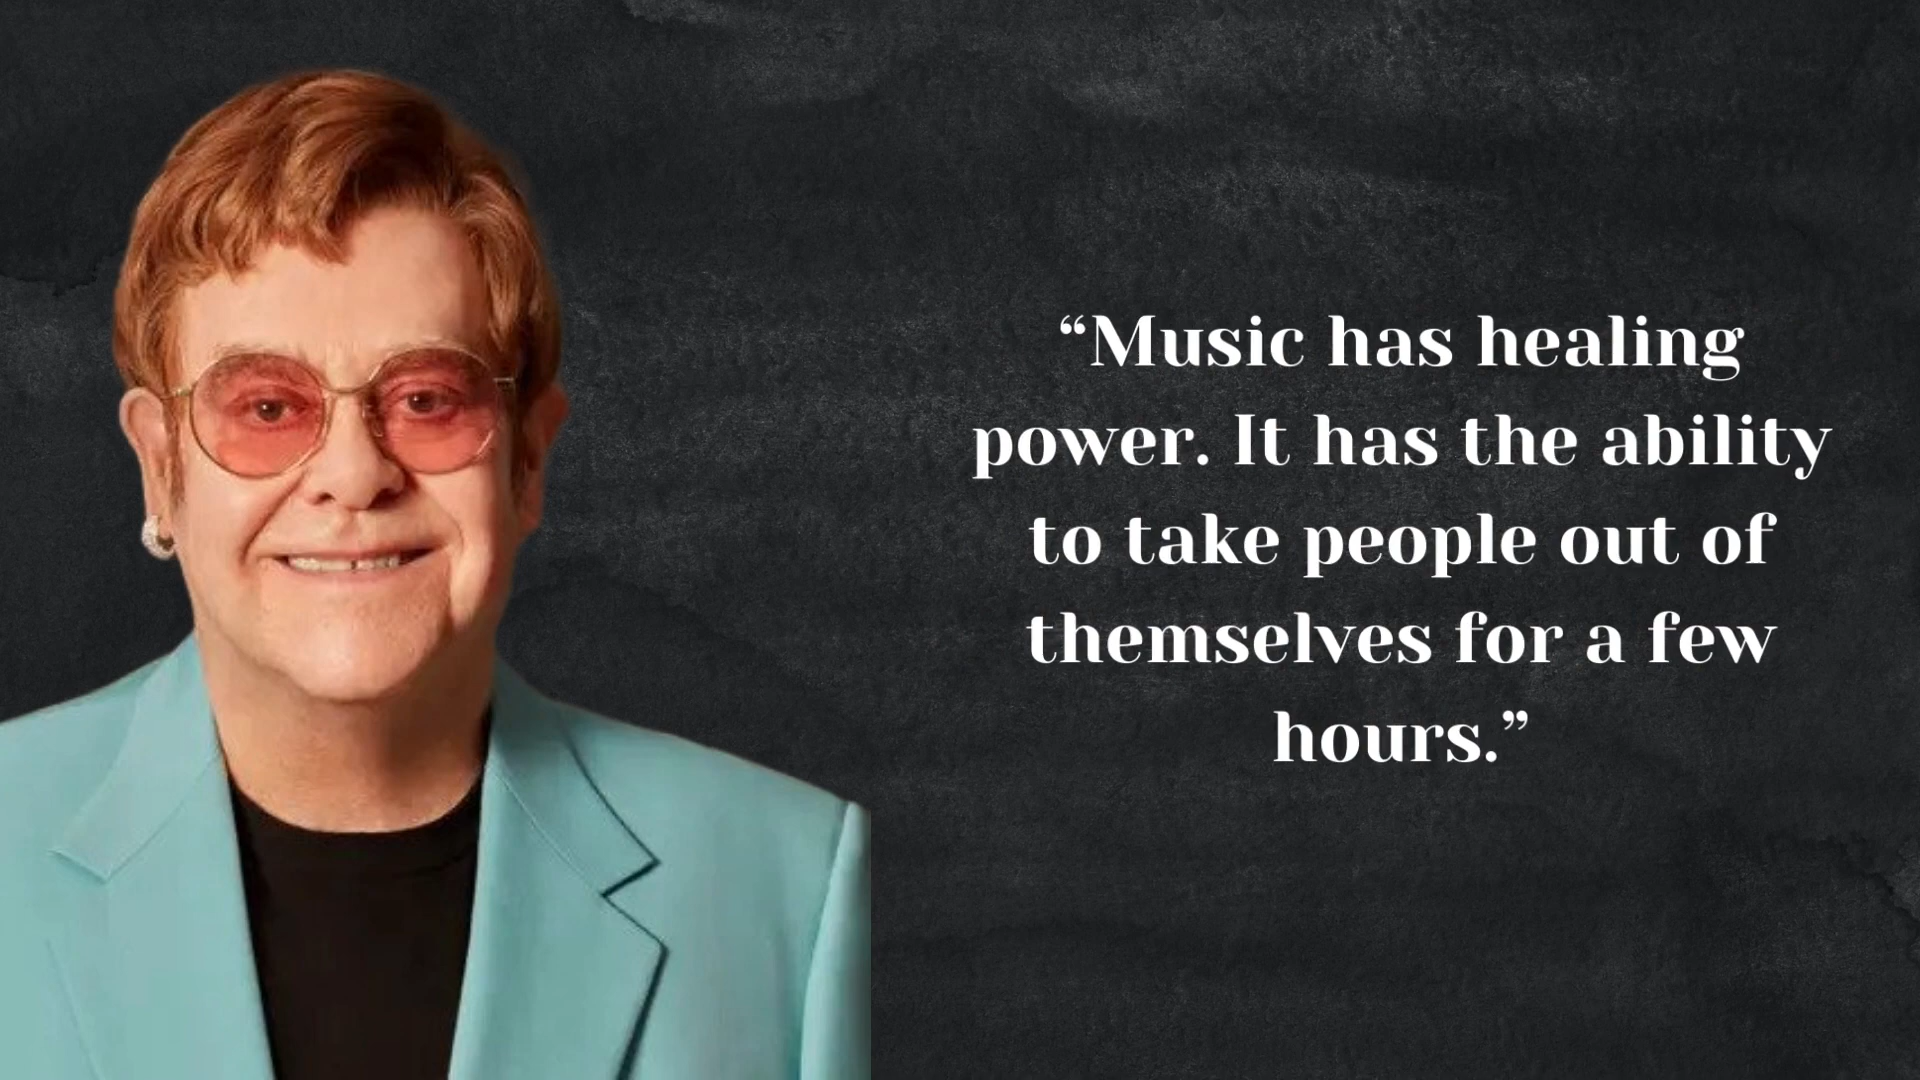 “Music has healing
power. It has the ability
to take people out of
themselves for a few
hours.”